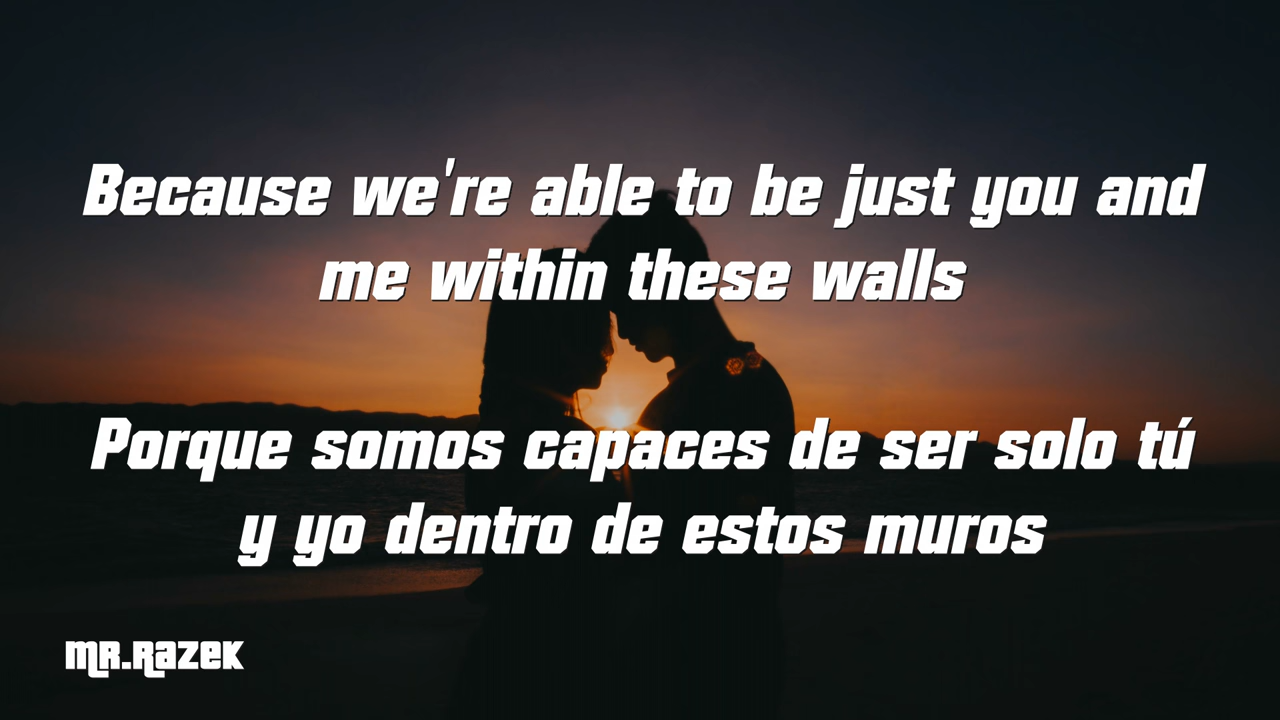 Because we're able to be just you and
me within these walls
Porque somos capaces de ser solo tú
y yo dentro de estos muros
MR.RAZEK